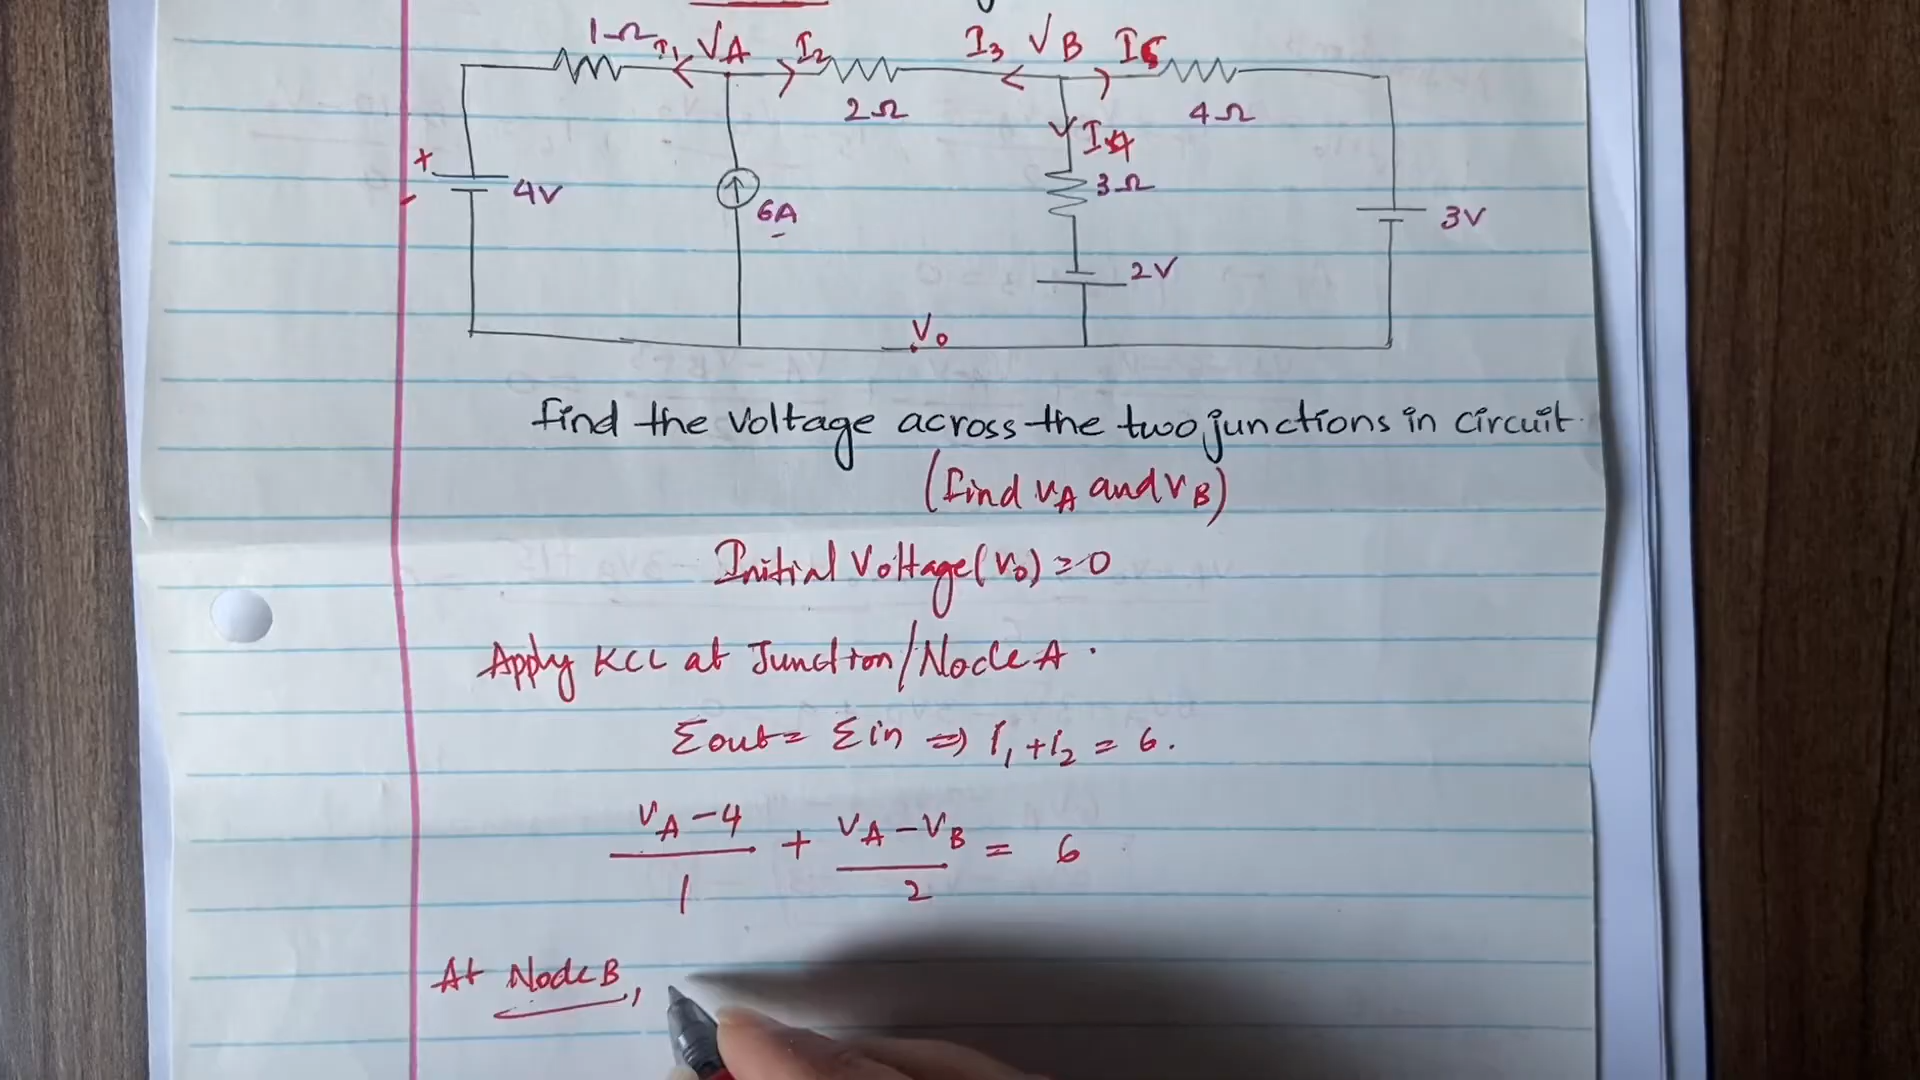 1Ω I₁ VA I₂ I₃ VB I5
2Ω 4Ω
I4
+ 3Ω
- 4V 6A 3V
2V
V₀
find the voltage across the two junctions in circuit.
(find VA and VB)
Initial Voltage (V₀) = 0
Apply KCL at Junction/Node A.
Σout = Σin ⇒ I₁ + I₂ = 6.
VA - 4 / 1 + VA - VB / 2 = 6
At Node B,